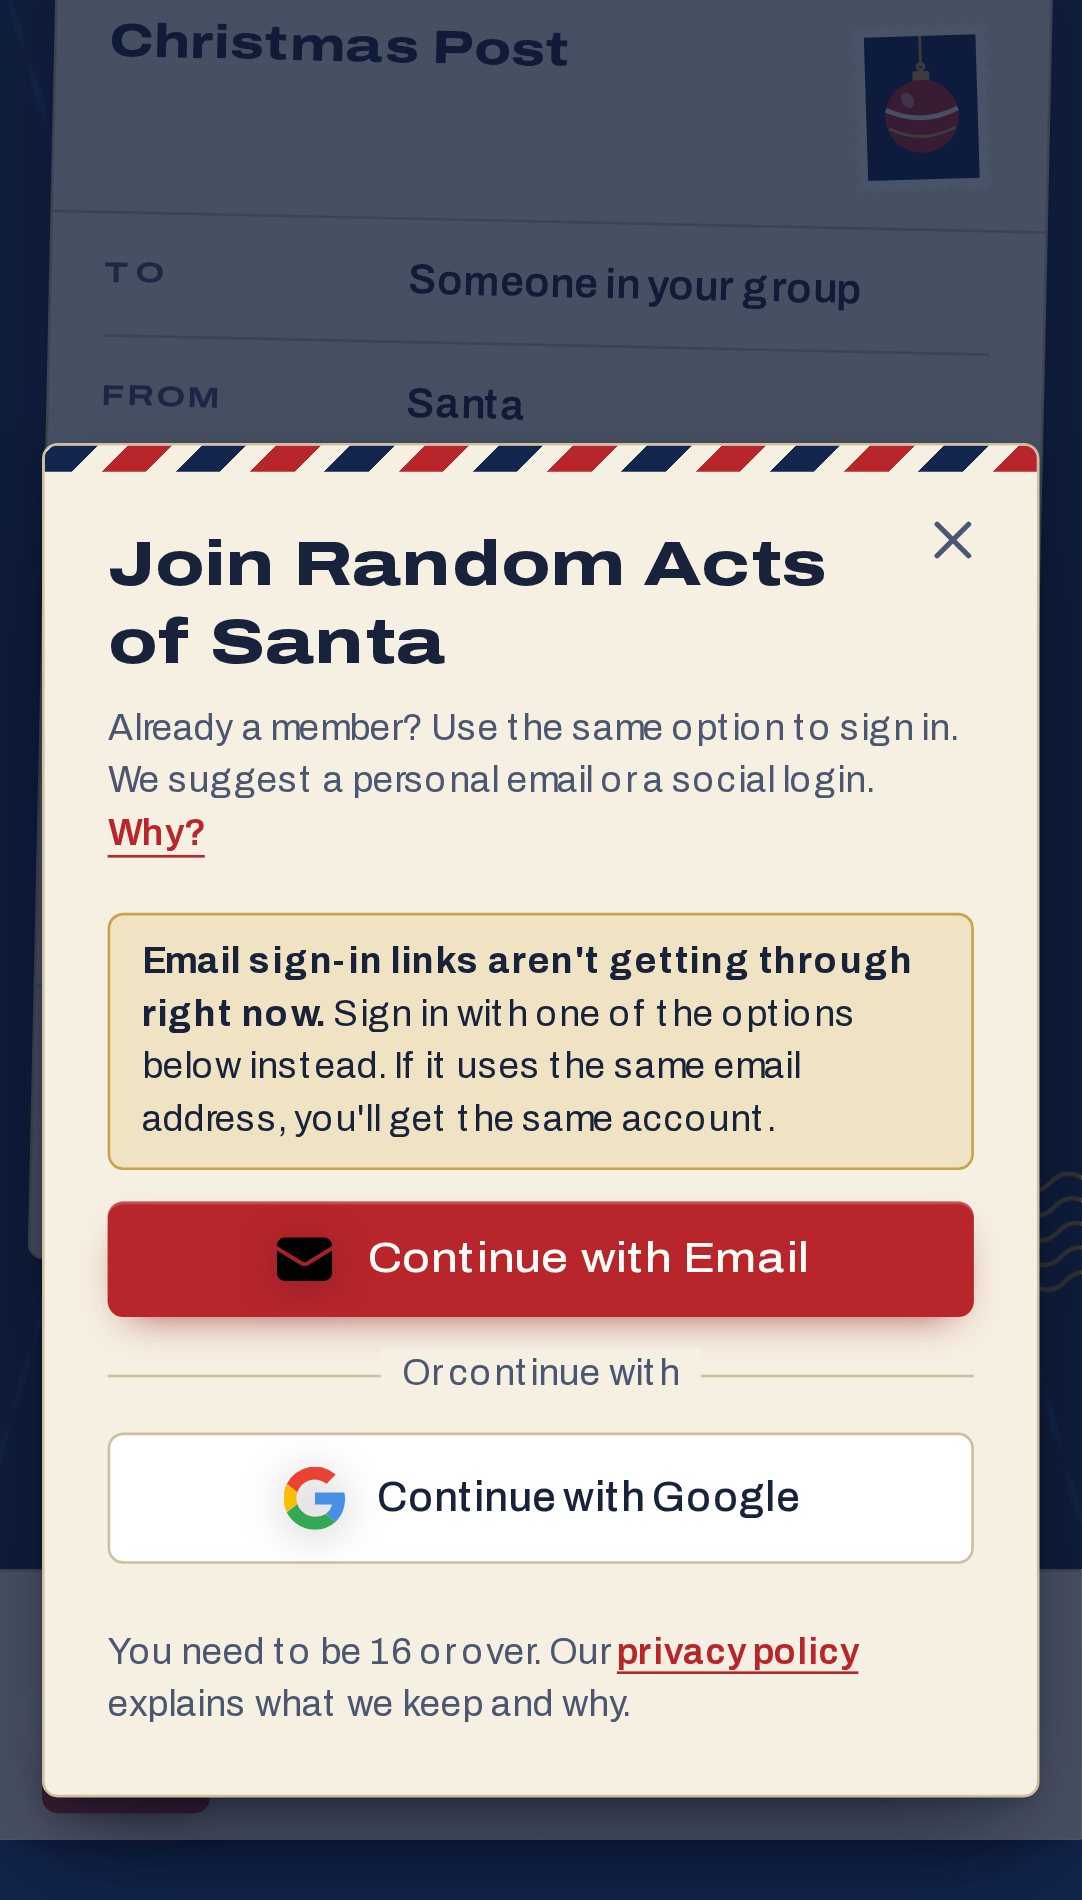 Christmas Post
TO
Someone in your group
FROM
Santa
Join Random Acts
of Santa
Already a member? Use the same option to sign in.
We suggest a personal email or a social login.
Why?
Email sign-in links aren't getting through
right now. Sign in with one of the options
below instead. If it uses the same email
address, you'll get the same account.
Continue with Email
Or continue with
Continue with Google
You need to be 16 or over. Our privacy policy
explains what we keep and why.